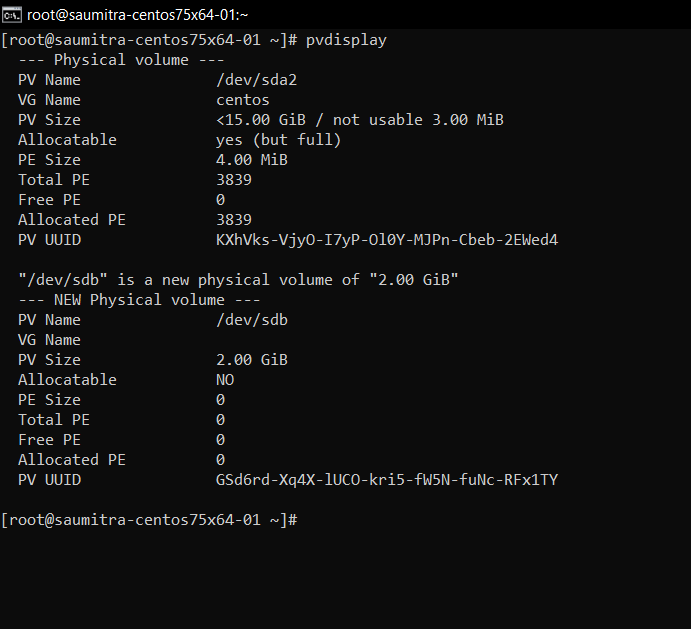 root@saumitra-centos75x64-01:~
[root@saumitra-centos75x64-01 ~]# pvdisplay
--- Physical volume ---
PV Name /dev/sda2
VG Name centos
PV Size <15.00 GiB / not usable 3.00 MiB
Allocatable yes (but full)
PE Size 4.00 MiB
Total PE 3839
Free PE 0
Allocated PE 3839
PV UUID KXhVks-VjyO-I7yP-Ol0Y-MJPn-Cbeb-2EWed4
"/dev/sdb" is a new physical volume of "2.00 GiB"
--- NEW Physical volume ---
PV Name /dev/sdb
VG Name
PV Size 2.00 GiB
Allocatable NO
PE Size 0
Total PE 0
Free PE 0
Allocated PE 0
PV UUID GSd6rd-Xq4X-lUCO-kri5-fW5N-fuNc-RFx1TY
[root@saumitra-centos75x64-01 ~]#